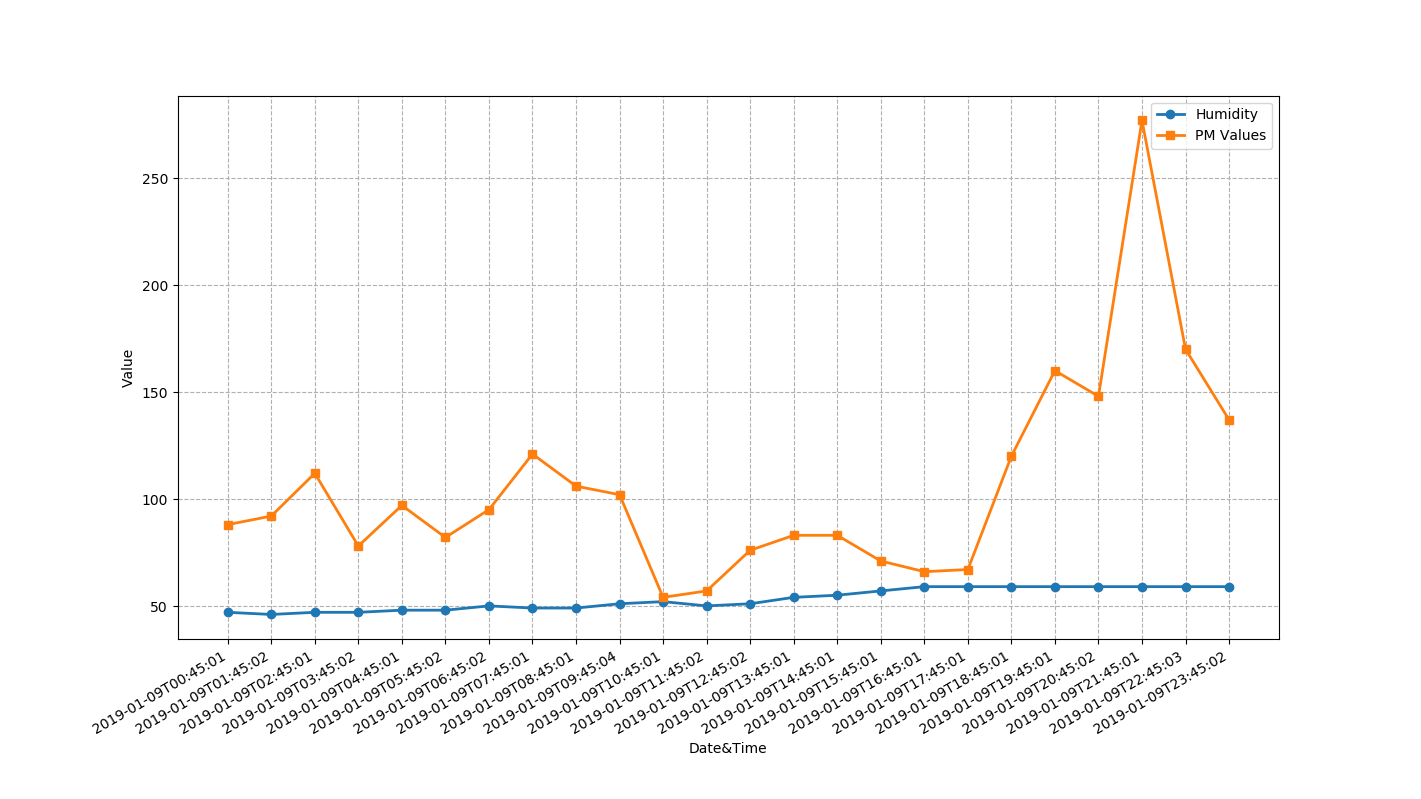 Humidity
PM Values
250
200
150
100
50
Value
2019-01-09T00:45:01
2019-01-09T01:45:02
2019-01-09T02:45:01
2019-01-09T03:45:02
2019-01-09T04:45:01
2019-01-09T05:45:02
2019-01-09T06:45:02
2019-01-09T07:45:01
2019-01-09T08:45:01
2019-01-09T09:45:04
2019-01-09T10:45:01
2019-01-09T11:45:02
2019-01-09T12:45:02
2019-01-09T13:45:01
2019-01-09T14:45:01
2019-01-09T15:45:01
2019-01-09T16:45:01
2019-01-09T17:45:01
2019-01-09T18:45:01
2019-01-09T19:45:01
2019-01-09T20:45:02
2019-01-09T21:45:01
2019-01-09T22:45:03
2019-01-09T23:45:02
Date&Time